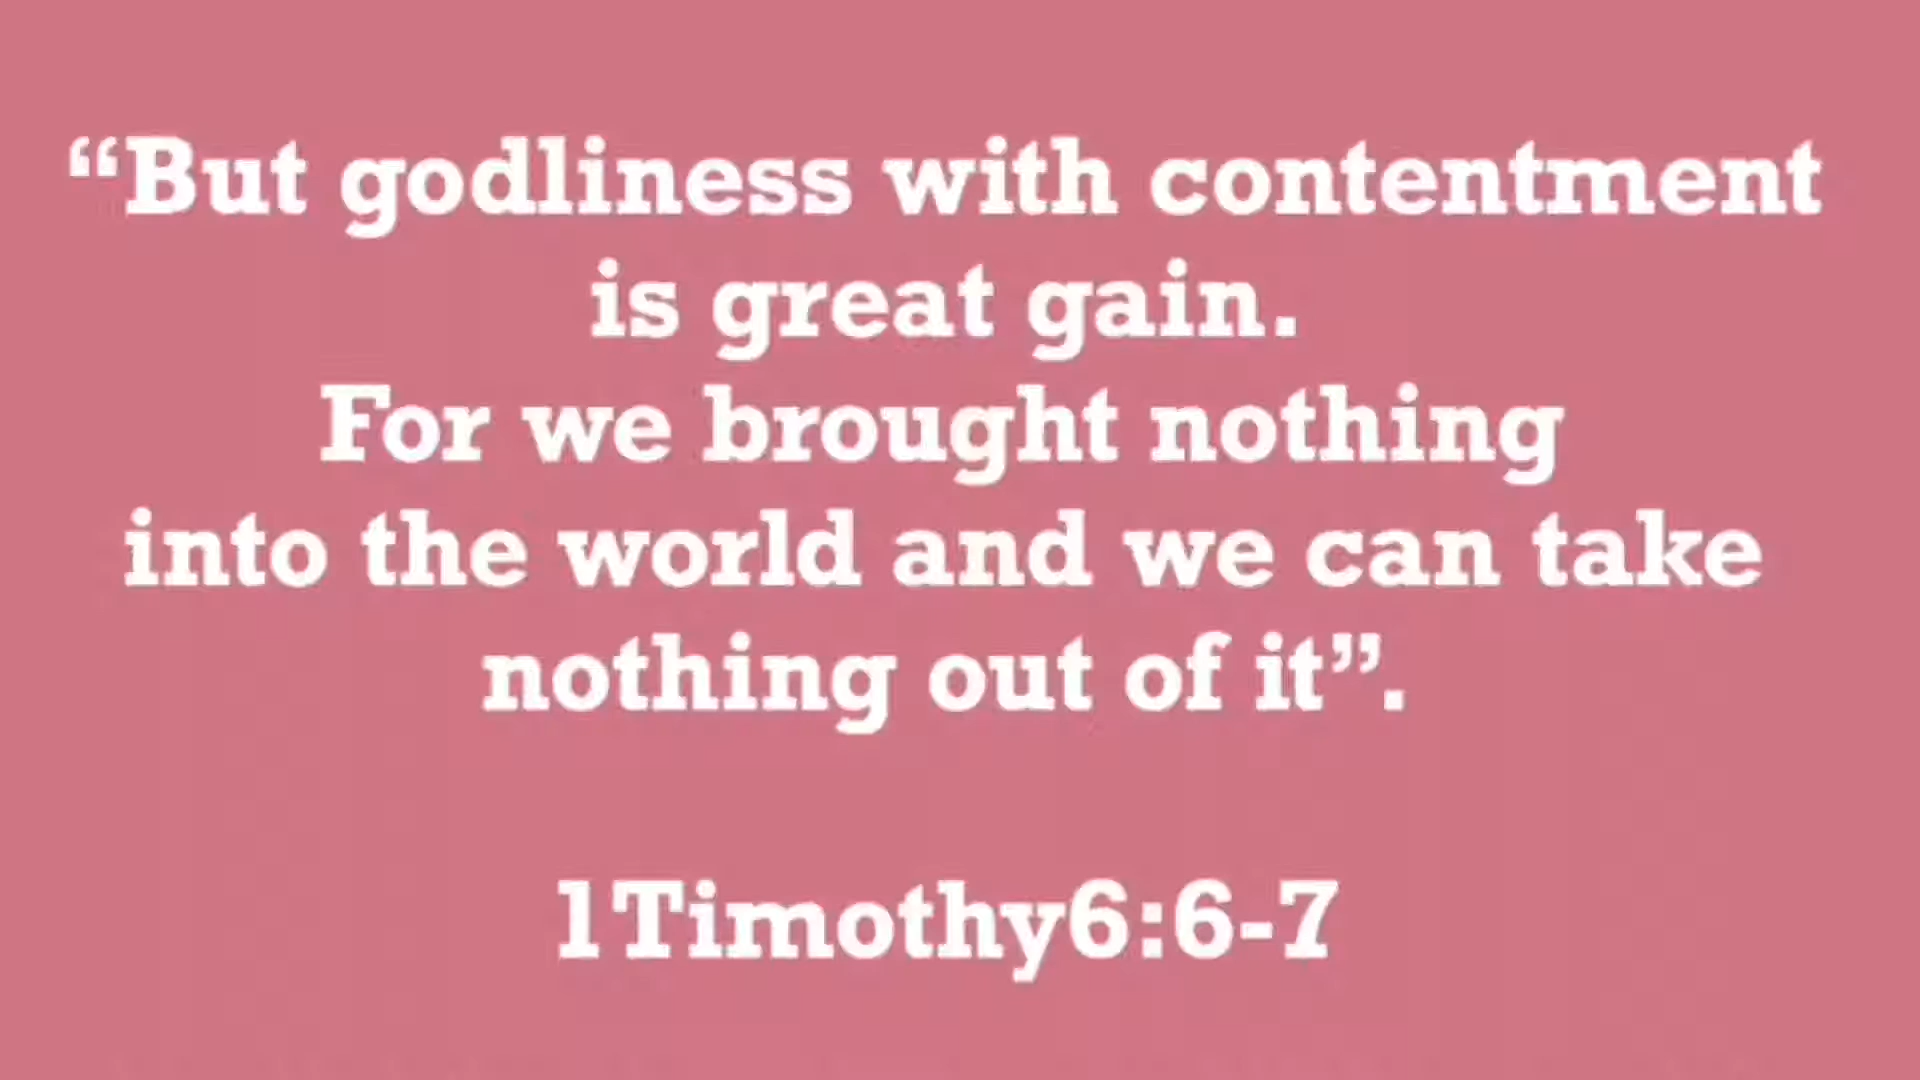 “But godliness with contentment
is great gain.
For we brought nothing
into the world and we can take
nothing out of it”.
1Timothy6:6-7